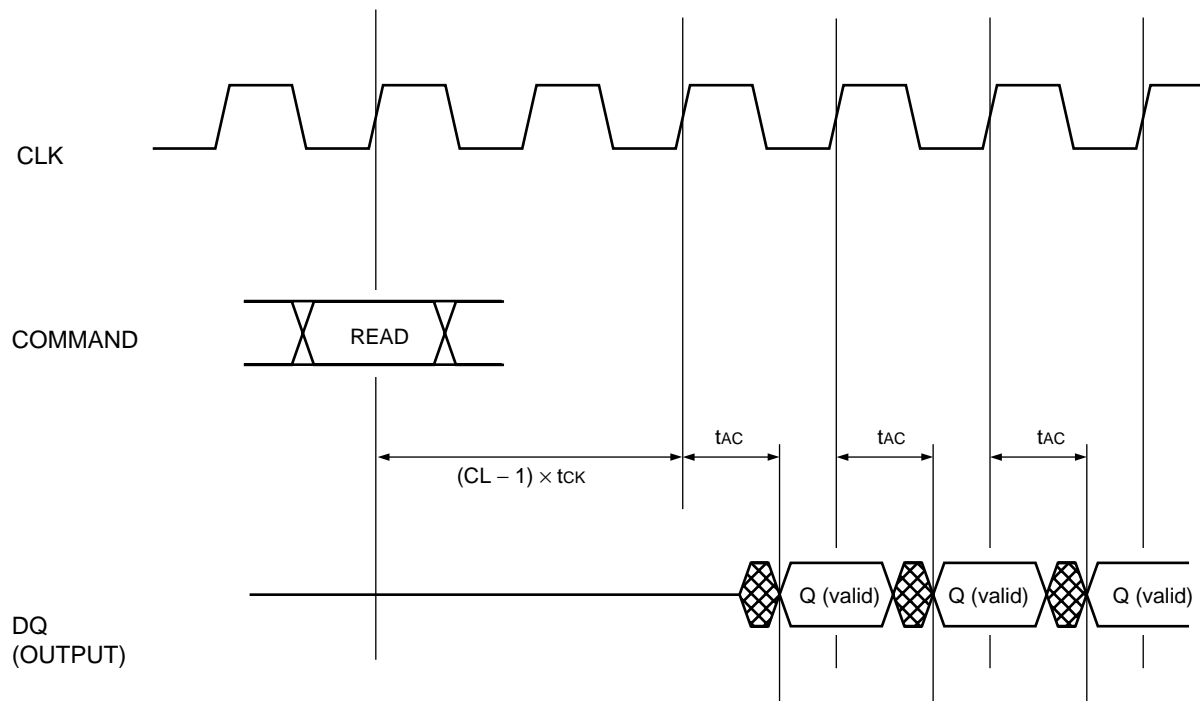 CLK
COMMAND
READ
tAC
tAC
tAC
(CL – 1) × tCK
DQ
(OUTPUT)
Q (valid)
Q (valid)
Q (valid)